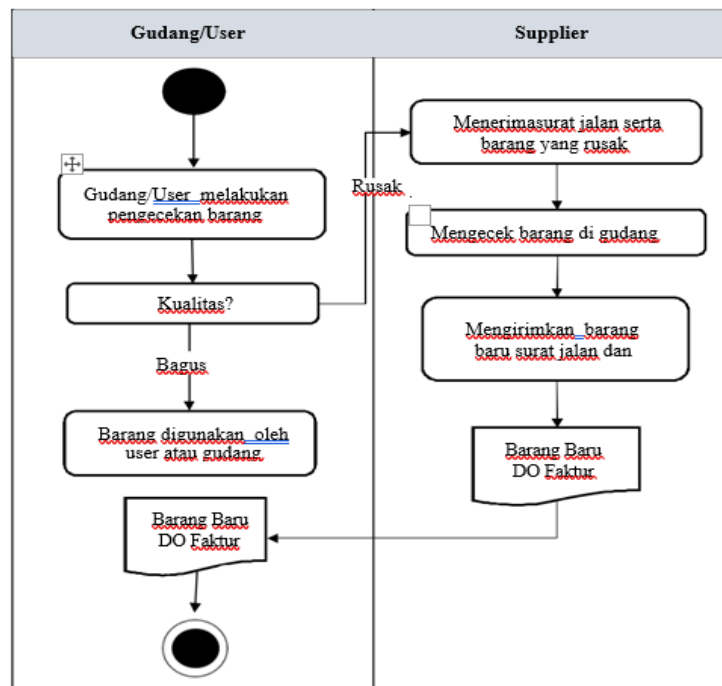 Gudang/User
Supplier
Gudang/User melakukan
pengecekan barang
Kualitas?
Rusak .
Bagus
Barang digunakan oleh
user atau gudang
Barang Baru
DO Faktur
Menerimasurat jalan serta
barang yang rusak
Mengecek barang di gudang
Mengirimkan barang
baru surat jalan dan
Barang Baru
DO Faktur